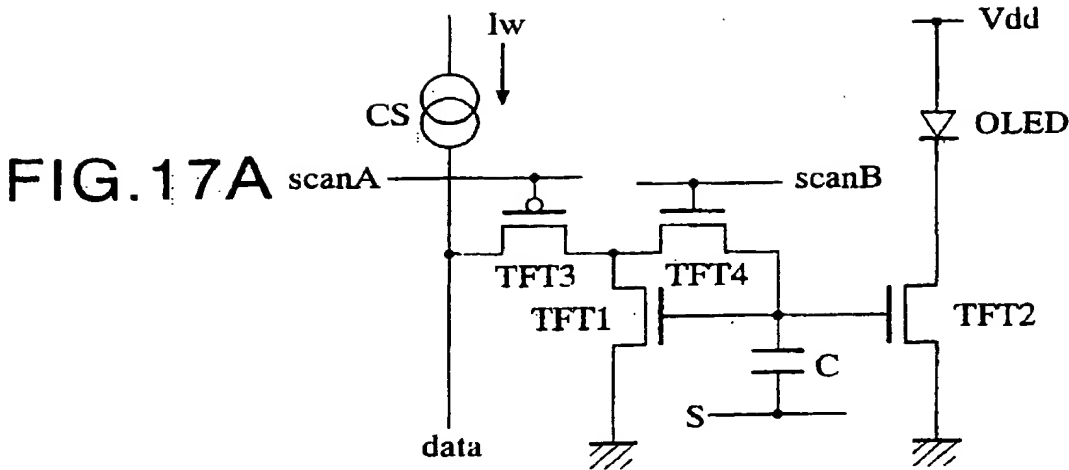 Iw
Vdd
CS
OLED
FIG.17A
scanA
scanB
TFT3
TFT4
TFT1
TFT2
C
S
data